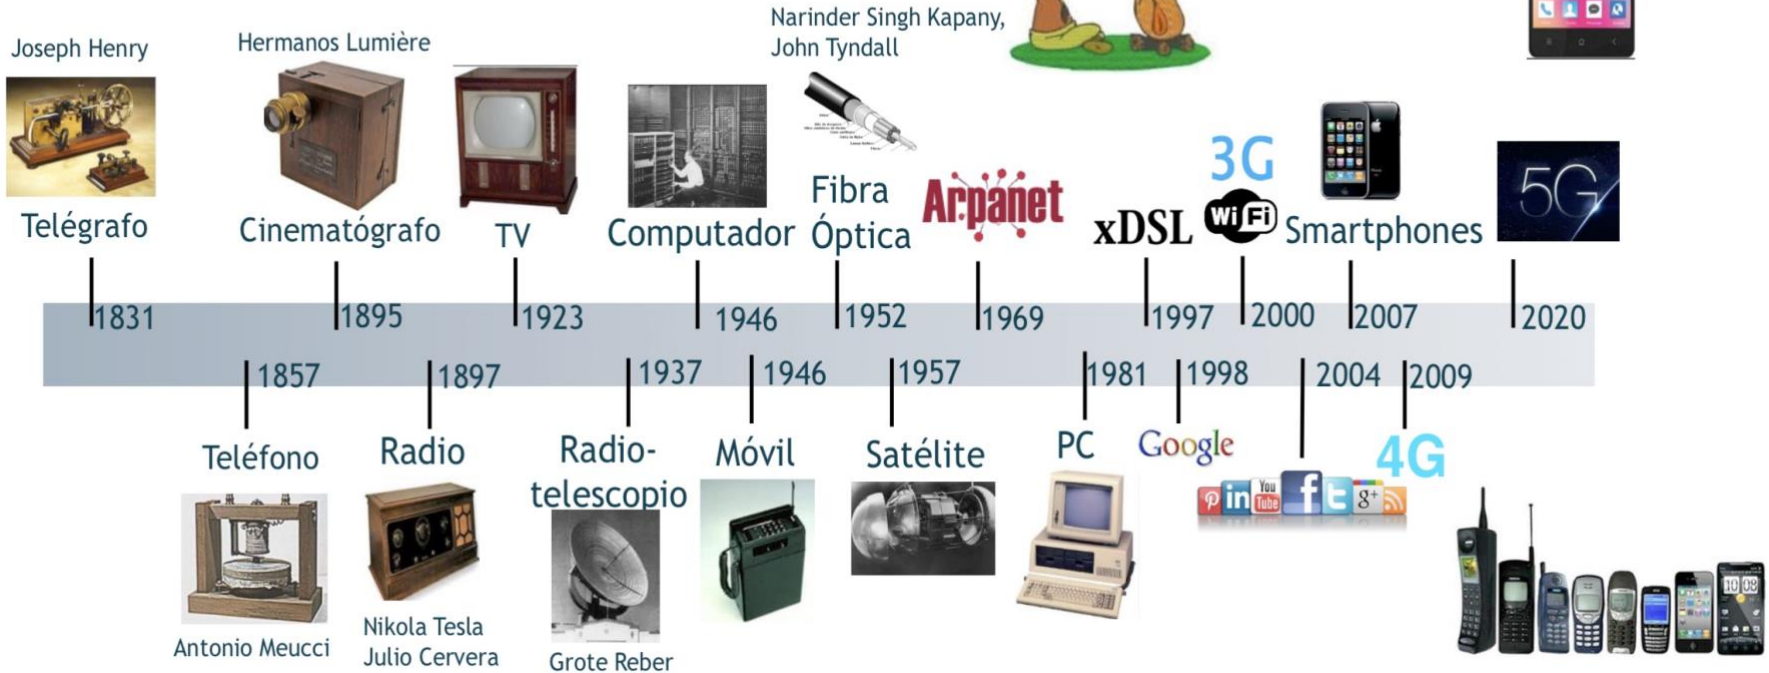 Narinder Singh Kapany,
John Tyndall
Joseph Henry
Hermanos Lumière
Telégrafo
Cinematógrafo
TV
Computador
Fibra
Óptica
Arpanet
xDSL
3G
Wi Fi
Smartphones
5G
1831
1895
1923
1946
1952
1969
1997
2000
2007
2020
1857
1897
1937
1946
1957
1981
1998
2004
2009
Teléfono
Radio
Radio-
telescopio
Móvil
Satélite
PC
Google
4G
in
You
Tube
f
t
g+
10 08
Antonio Meucci
Nikola Tesla
Julio Cervera
Grote Reber